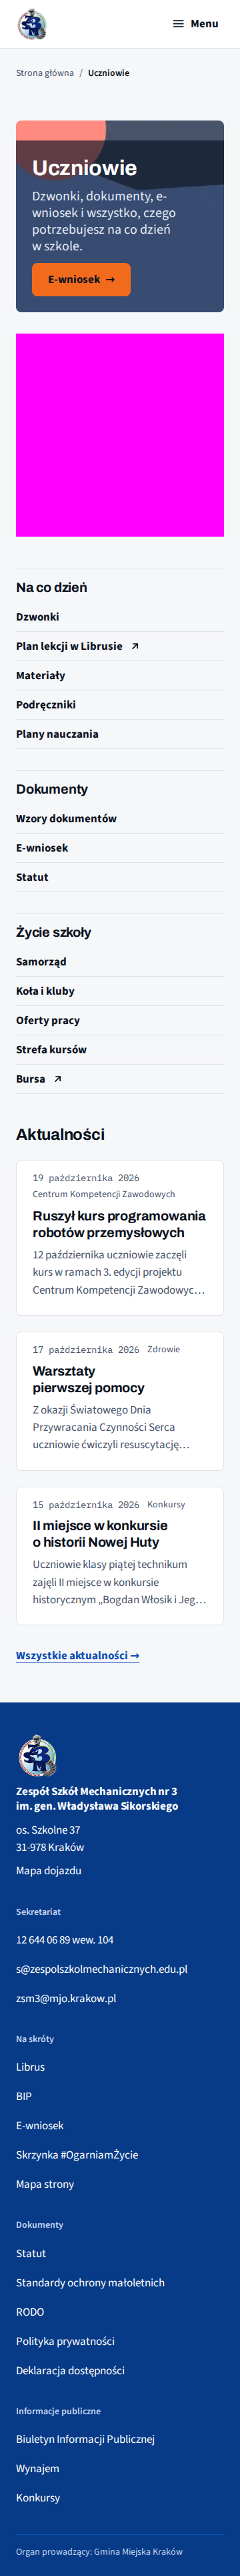 Menu
Strona główna / Uczniowie
Uczniowie
Dzwonki, dokumenty, e-
wniosek i wszystko, czego
potrzebujesz na co dzień
w szkole.
E-wniosek →
Na co dzień
Dzwonki
Plan lekcji w Librusie ↗
Materiały
Podręczniki
Plany nauczania
Dokumenty
Wzory dokumentów
E-wniosek
Statut
Życie szkoły
Samorząd
Koła i kluby
Oferty pracy
Strefa kursów
Bursa ↗
Aktualności
19 października 2026
Centrum Kompetencji Zawodowych
Ruszył kurs programowania
robotów przemysłowych
12 października uczniowie zaczęli
kurs w ramach 3. edycji projektu
Centrum Kompetencji Zawodowyc…
17 października 2026 Zdrowie
Warsztaty
pierwszej pomocy
Z okazji Światowego Dnia
Przywracania Czynności Serca
uczniowie ćwiczyli resuscytację…
15 października 2026 Konkursy
II miejsce w konkursie
o historii Nowej Huty
Uczniowie klasy piątej technikum
zajęli II miejsce w konkursie
historycznym „Bogdan Włosik i Jeg…
Wszystkie aktualności →
Zespół Szkół Mechanicznych nr 3
im. gen. Władysława Sikorskiego
os. Szkolne 37
31-978 Kraków
Mapa dojazdu
Sekretariat
12 644 06 89 wew. 104
s@zespolszkolmechanicznych.edu.pl
zsm3@mjo.krakow.pl
Na skróty
Librus
BIP
E-wniosek
Skrzynka #OgarniamŻycie
Mapa strony
Dokumenty
Statut
Standardy ochrony małoletnich
RODO
Polityka prywatności
Deklaracja dostępności
Informacje publiczne
Biuletyn Informacji Publicznej
Wynajem
Konkursy
Organ prowadzący: Gmina Miejska Kraków